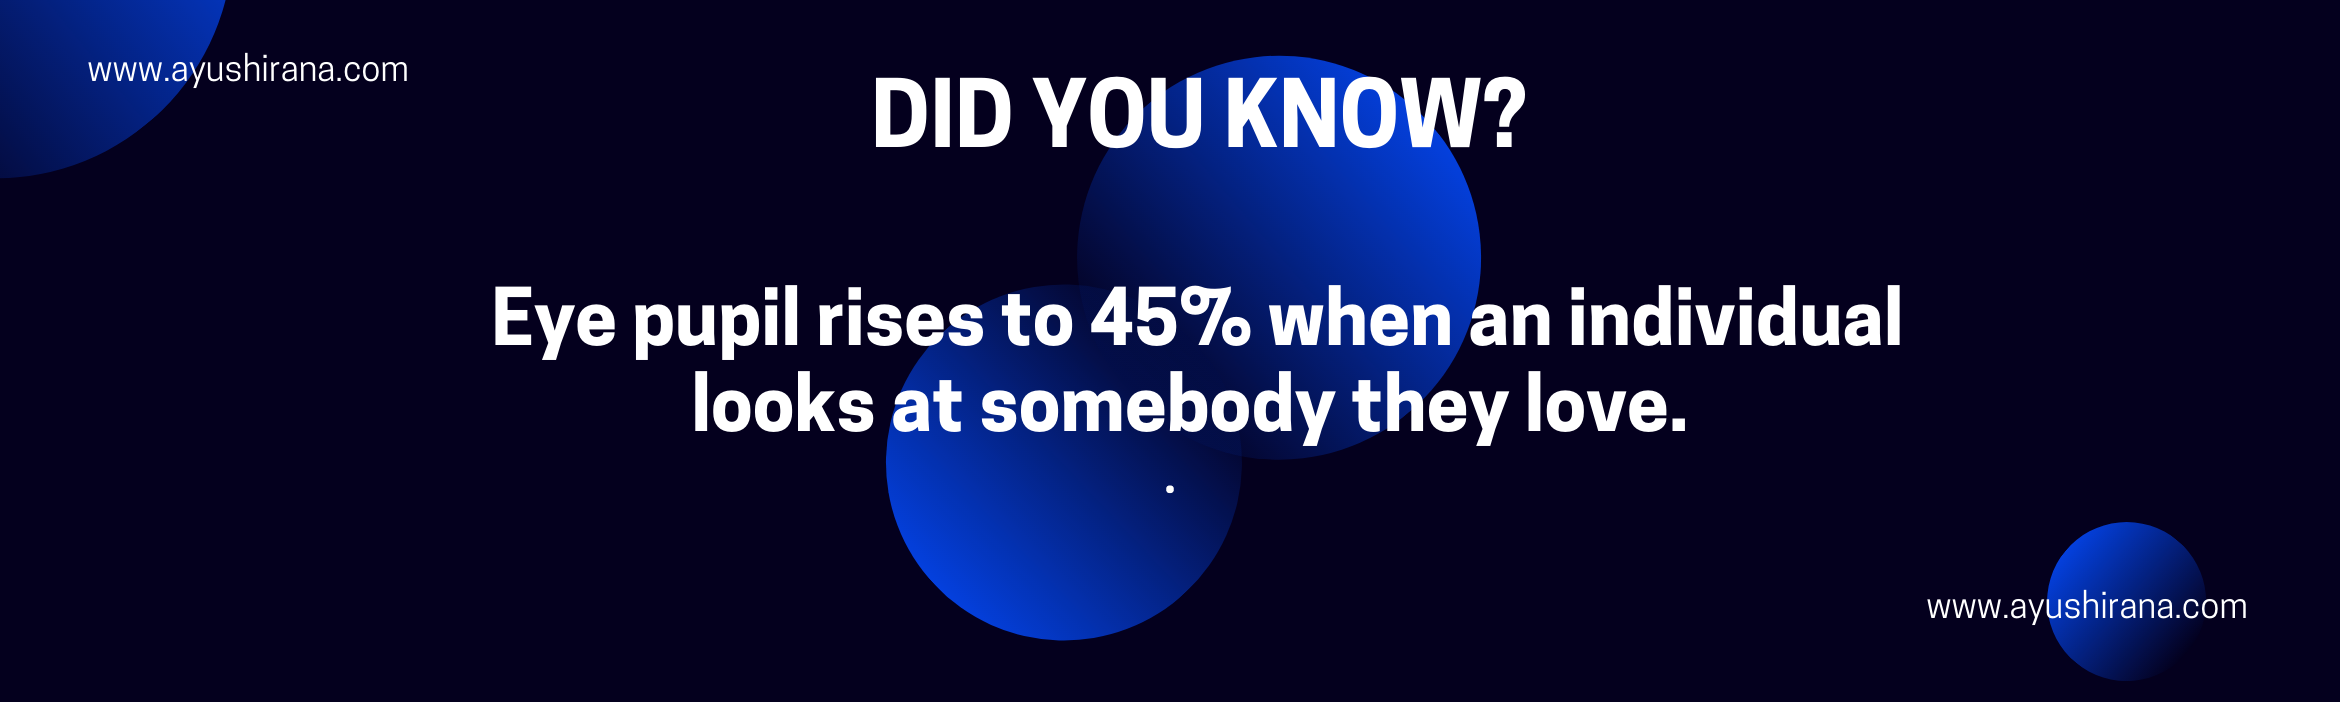 www.ayushirana.com
DID YOU KNOW?
Eye pupil rises to 45% when an individual
looks at somebody they love.
.
www.ayushirana.com